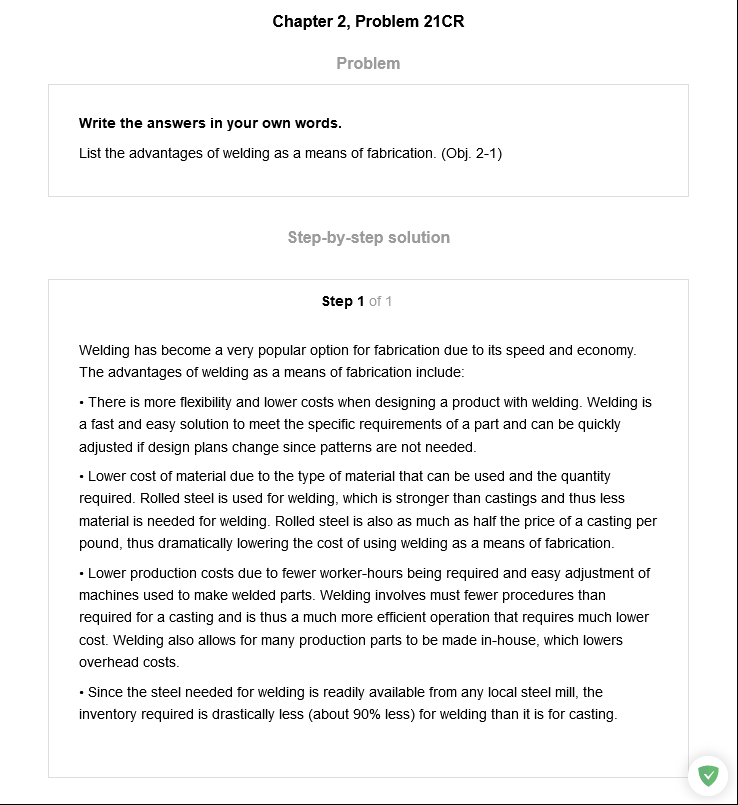 Chapter 2, Problem 21CR
Problem
Write the answers in your own words.
List the advantages of welding as a means of fabrication. (Obj. 2-1)
Step-by-step solution
Step 1 of 1
Welding has become a very popular option for fabrication due to its speed and economy.
The advantages of welding as a means of fabrication include:
• There is more flexibility and lower costs when designing a product with welding. Welding is
a fast and easy solution to meet the specific requirements of a part and can be quickly
adjusted if design plans change since patterns are not needed.
• Lower cost of material due to the type of material that can be used and the quantity
required. Rolled steel is used for welding, which is stronger than castings and thus less
material is needed for welding. Rolled steel is also as much as half the price of a casting per
pound, thus dramatically lowering the cost of using welding as a means of fabrication.
• Lower production costs due to fewer worker-hours being required and easy adjustment of
machines used to make welded parts. Welding involves must fewer procedures than
required for a casting and is thus a much more efficient operation that requires much lower
cost. Welding also allows for many production parts to be made in-house, which lowers
overhead costs.
• Since the steel needed for welding is readily available from any local steel mill, the
inventory required is drastically less (about 90% less) for welding than it is for casting.